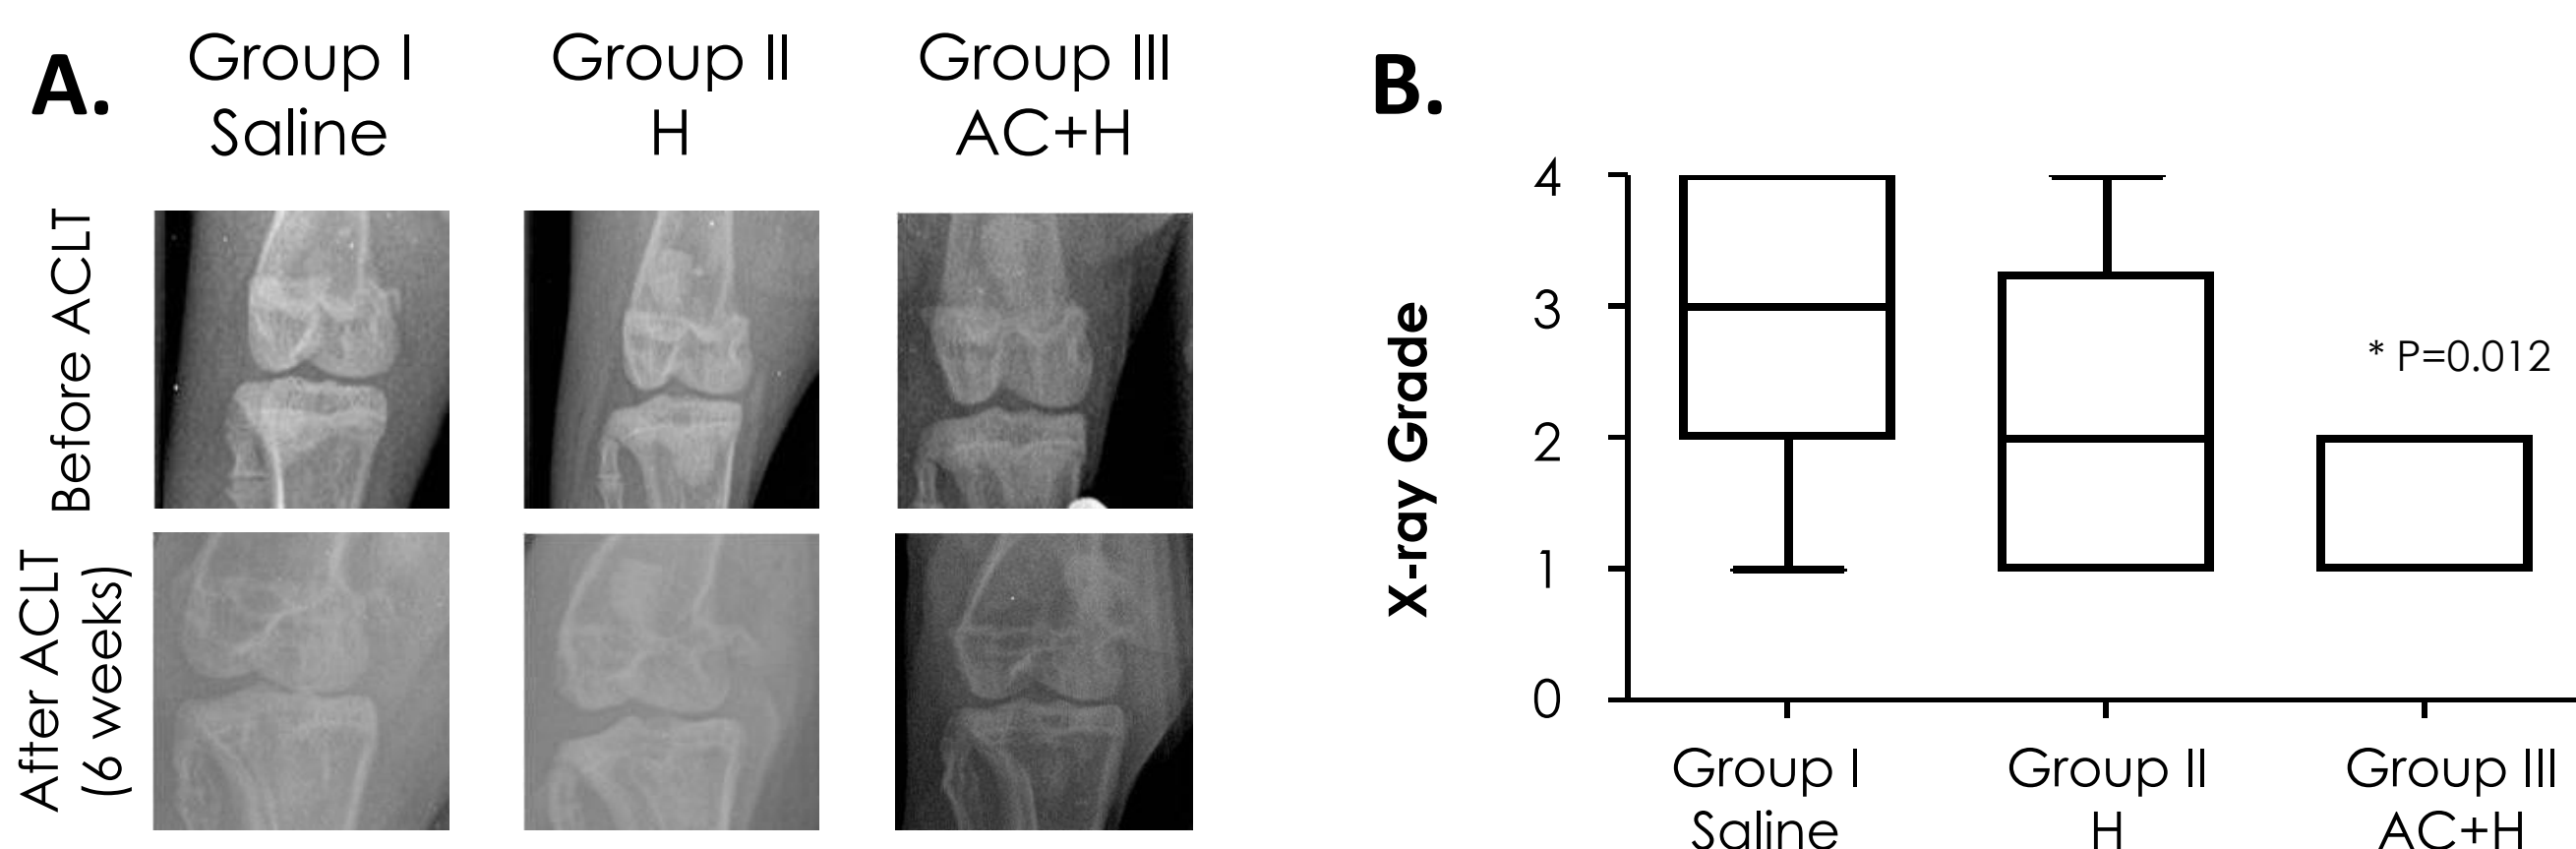 A.
Group I
Saline
Group II
H
Group III
AC+H
Before ACLT
After ACLT
(6 weeks)
B.
X-ray Grade
4
3
2
1
0
* P=0.012
Group I
Saline
Group II
H
Group III
AC+H